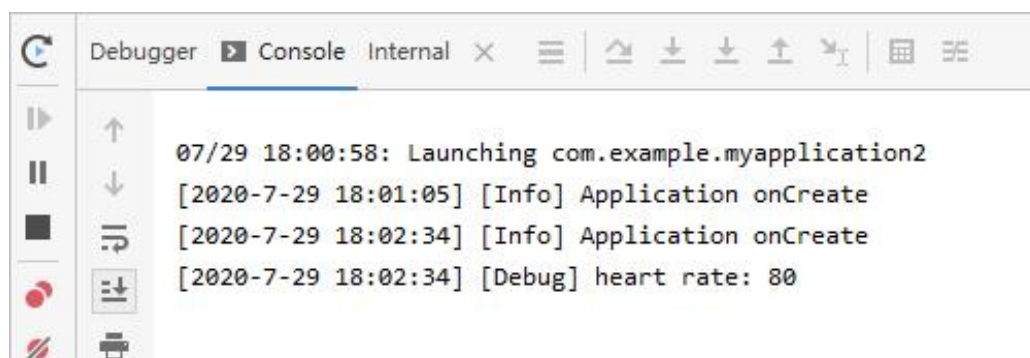 Debugger Console Internal
07/29 18:00:58: Launching com.example.myapplication2
[2020-7-29 18:01:05] [Info] Application onCreate
[2020-7-29 18:02:34] [Info] Application onCreate
[2020-7-29 18:02:34] [Debug] heart rate: 80